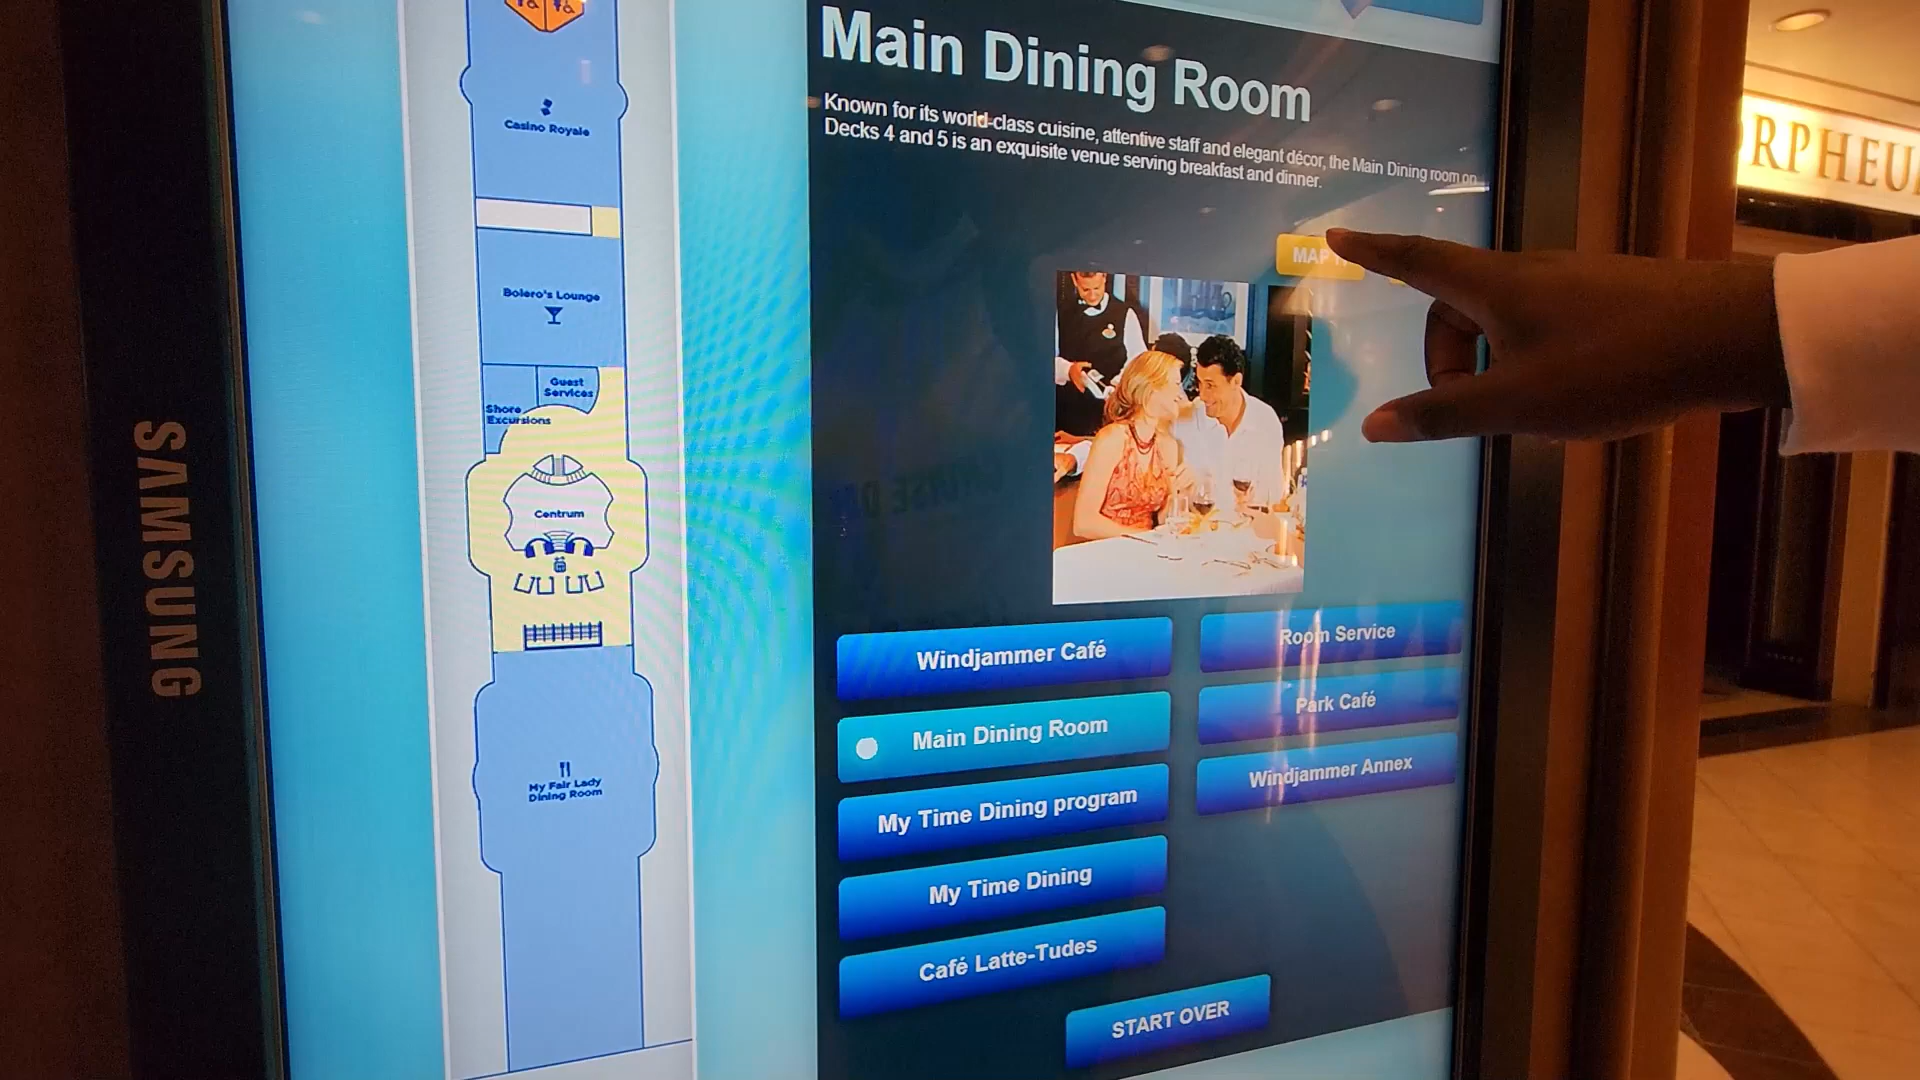 SAMSUNG
Casino Royale
Bolero's Lounge
Guest
Services
Shore
Excursions
Centrum
My Fair Lady
Dining Room
Main Dining Room
Known for its world-class cuisine, attentive staff and elegant décor, the Main Dining room on
Decks 4 and 5 is an exquisite venue serving breakfast and dinner.
MAP
Windjammer Café
Main Dining Room
My Time Dining program
My Time Dining
Café Latte-Tudes
Room Service
Park Café
Windjammer Annex
START OVER
RPHEU